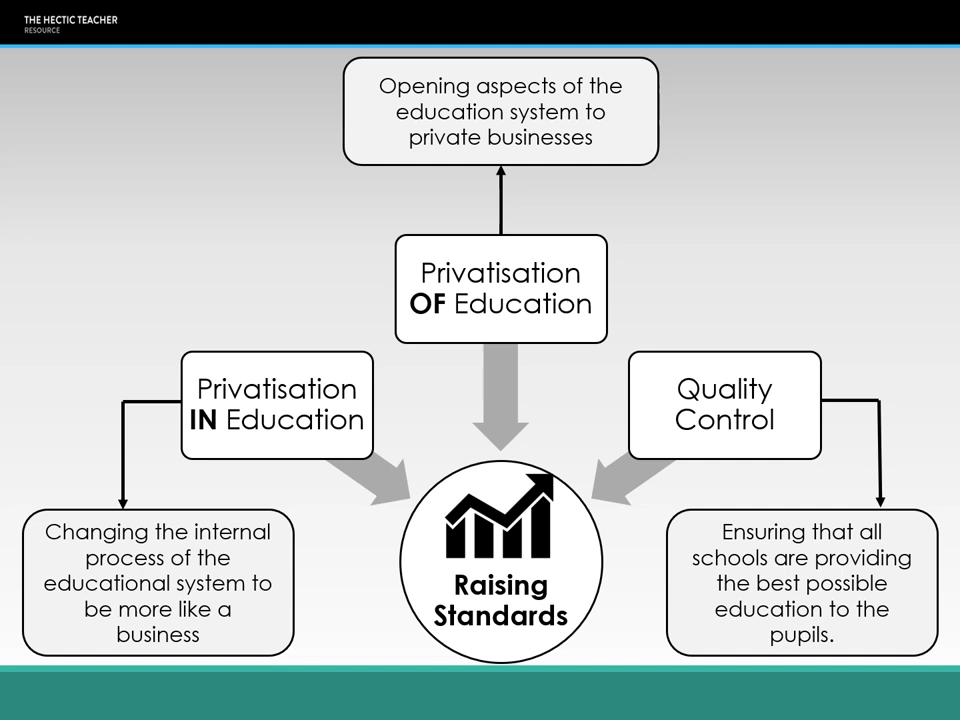 THE HECTIC TEACHER
RESOURCE
Opening aspects of the
education system to
private businesses
Privatisation
OF Education
Privatisation
IN Education
Quality
Control
Changing the internal
process of the
educational system to
be more like a
business
Raising
Standards
Ensuring that all
schools are providing
the best possible
education to the
pupils.